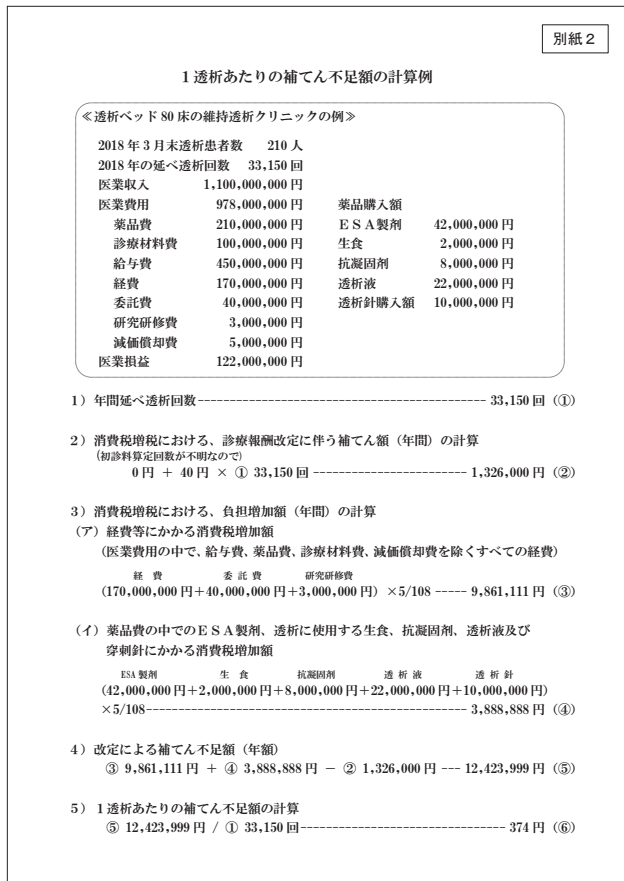 別紙２
１透析あたりの補てん不足額の計算例
≪透析ベッド 80 床の維持透析クリニックの例≫
2018 年 3 月末透析患者数 210 人
2018 年の延べ透析回数 33,150 回
医業収入 1,100,000,000 円
医業費用 978,000,000 円 薬品購入額
薬品費 210,000,000 円 ＥＳＡ製剤 42,000,000 円
診療材料費 100,000,000 円 生食 2,000,000 円
給与費 450,000,000 円 抗凝固剤 8,000,000 円
経費 170,000,000 円 透析液 22,000,000 円
委託費 40,000,000 円 透析針購入額 10,000,000 円
研究研修費 3,000,000 円
減価償却費 5,000,000 円
医業損益 122,000,000 円
１）年間延べ透析回数----------------------------------------------- 33,150 回（①）
２）消費税増税における、診療報酬改定に伴う補てん額（年間）の計算
（初診料算定回数が不明なので）
0 円 ＋ 40 円 × ① 33,150 回 ------------------------- 1,326,000 円（②）
３）消費税増税における、負担増加額（年間）の計算
（ア）経費等にかかる消費税増加額
（医業費用の中で、給与費、薬品費、診療材料費、減価償却費を除くすべての経費）
経 費 委 託 費 研究研修費
（170,000,000 円＋40,000,000 円＋3,000,000 円）×5/108 ----- 9,861,111 円（③）
（イ）薬品費の中でのＥＳＡ製剤、透析に使用する生食、抗凝固剤、透析液及び
穿刺針にかかる消費税増加額
ESA 製剤 生 食 抗凝固剤 透 析 液 透 析 針
（42,000,000 円＋2,000,000 円＋8,000,000 円＋22,000,000 円＋10,000,000 円）
×5/108---------------------------------------------------- 3,888,888 円（④）
４）改定による補てん不足額（年額）
③ 9,861,111 円 ＋ ④ 3,888,888 円 － ② 1,326,000 円 --- 12,423,999 円（⑤）
５）１透析あたりの補てん不足額の計算
⑤ 12,423,999 円 / ① 33,150 回--------------------------------- 374 円（⑥）